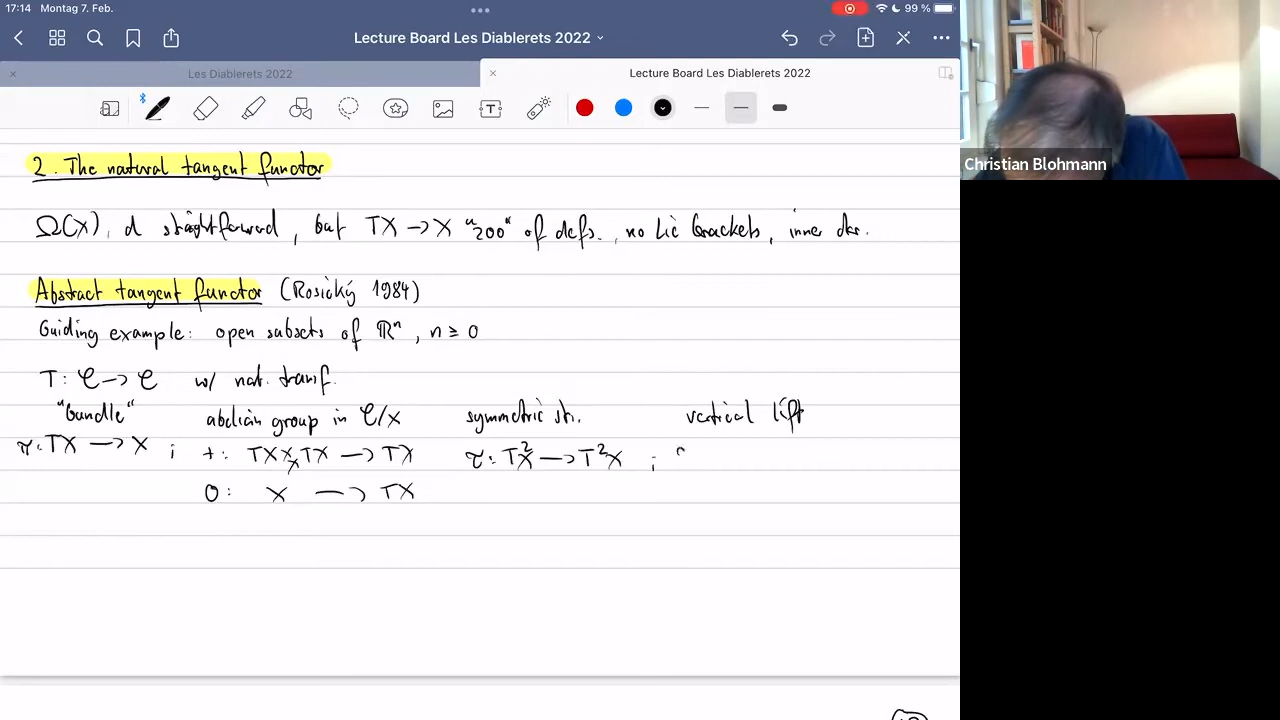 17:14 Montag 7. Feb.
99 %
Lecture Board Les Diablerets 2022
Les Diablerets 2022
Lecture Board Les Diablerets 2022
Christian Blohmann
2. The natural tangent functor
Ω(X), d straightforward, but TX → X "200" of defs., no Lie brackets, inner der.
Abstract tangent functor (Rosický 1984)
Guiding example: open subsets of ℝⁿ, n ≥ 0
T: C → C w/ nat. transf.
"bundle" abelian group in C/X symmetric str. vertical lift
π: TX → X ; +: TX ×_X TX → TX τ: T²X → T²X ;
0: X → TX